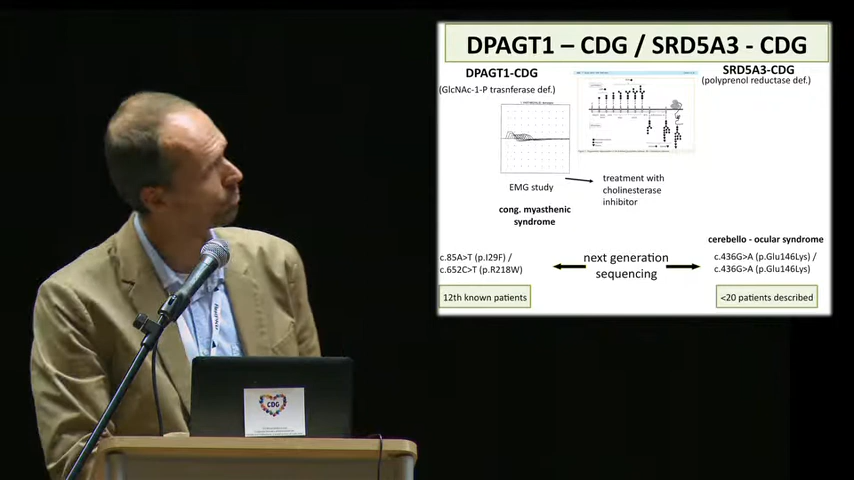 DPAGT1 – CDG / SRD5A3 - CDG
DPAGT1-CDG
(GlcNAc-1-P trasnferase def.)
SRD5A3-CDG
(polyprenol reductase def.)
EMG study
treatment with
cholinesterase
inhibitor
cong. myasthenic
syndrome
cerebello - ocular syndrome
c.85A>T (p.I29F) /
c.652C>T (p.R218W)
next generation
sequencing
c.436G>A (p.Glu146Lys) /
c.436G>A (p.Glu146Lys)
12th known patients
<20 patients described
CDG